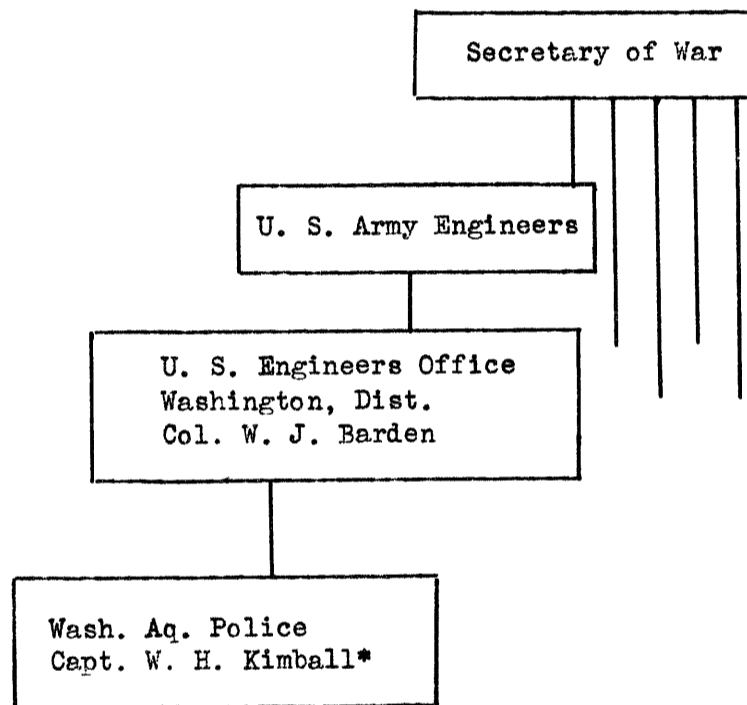 Secretary of War
U. S. Army Engineers
U. S. Engineers Office
Washington, Dist.
Col. W. J. Barden
Wash. Aq. Police
Capt. W. H. Kimball*